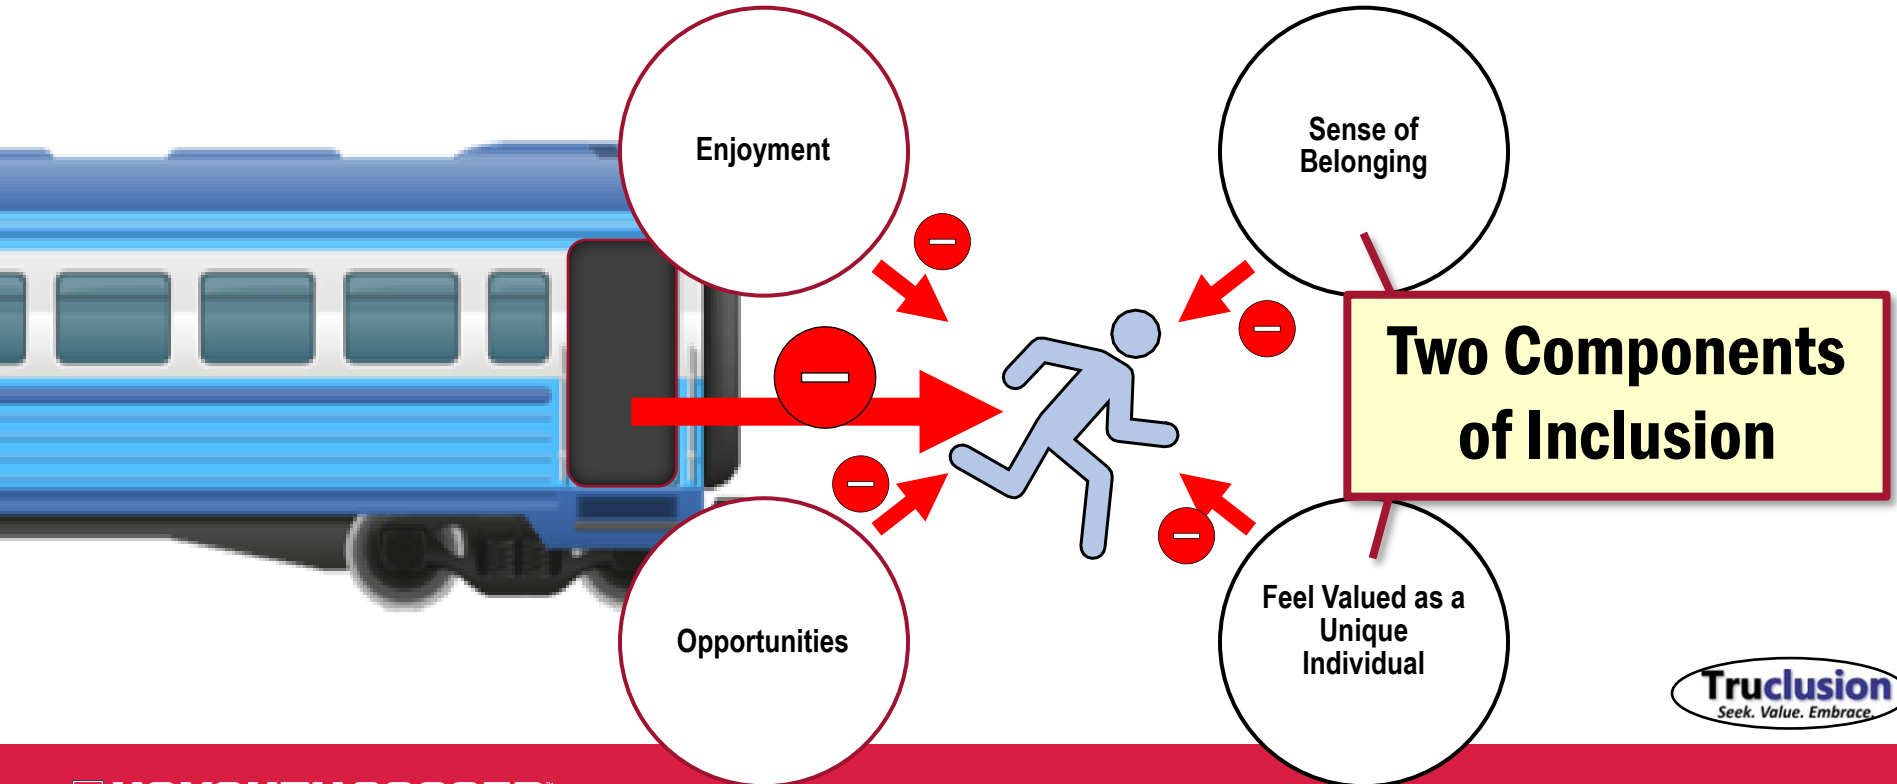 Enjoyment
Sense of
Belonging
Two Components
of Inclusion
Opportunities
Feel Valued as a
Unique
Individual
Truclusion
Seek. Value. Embrace.